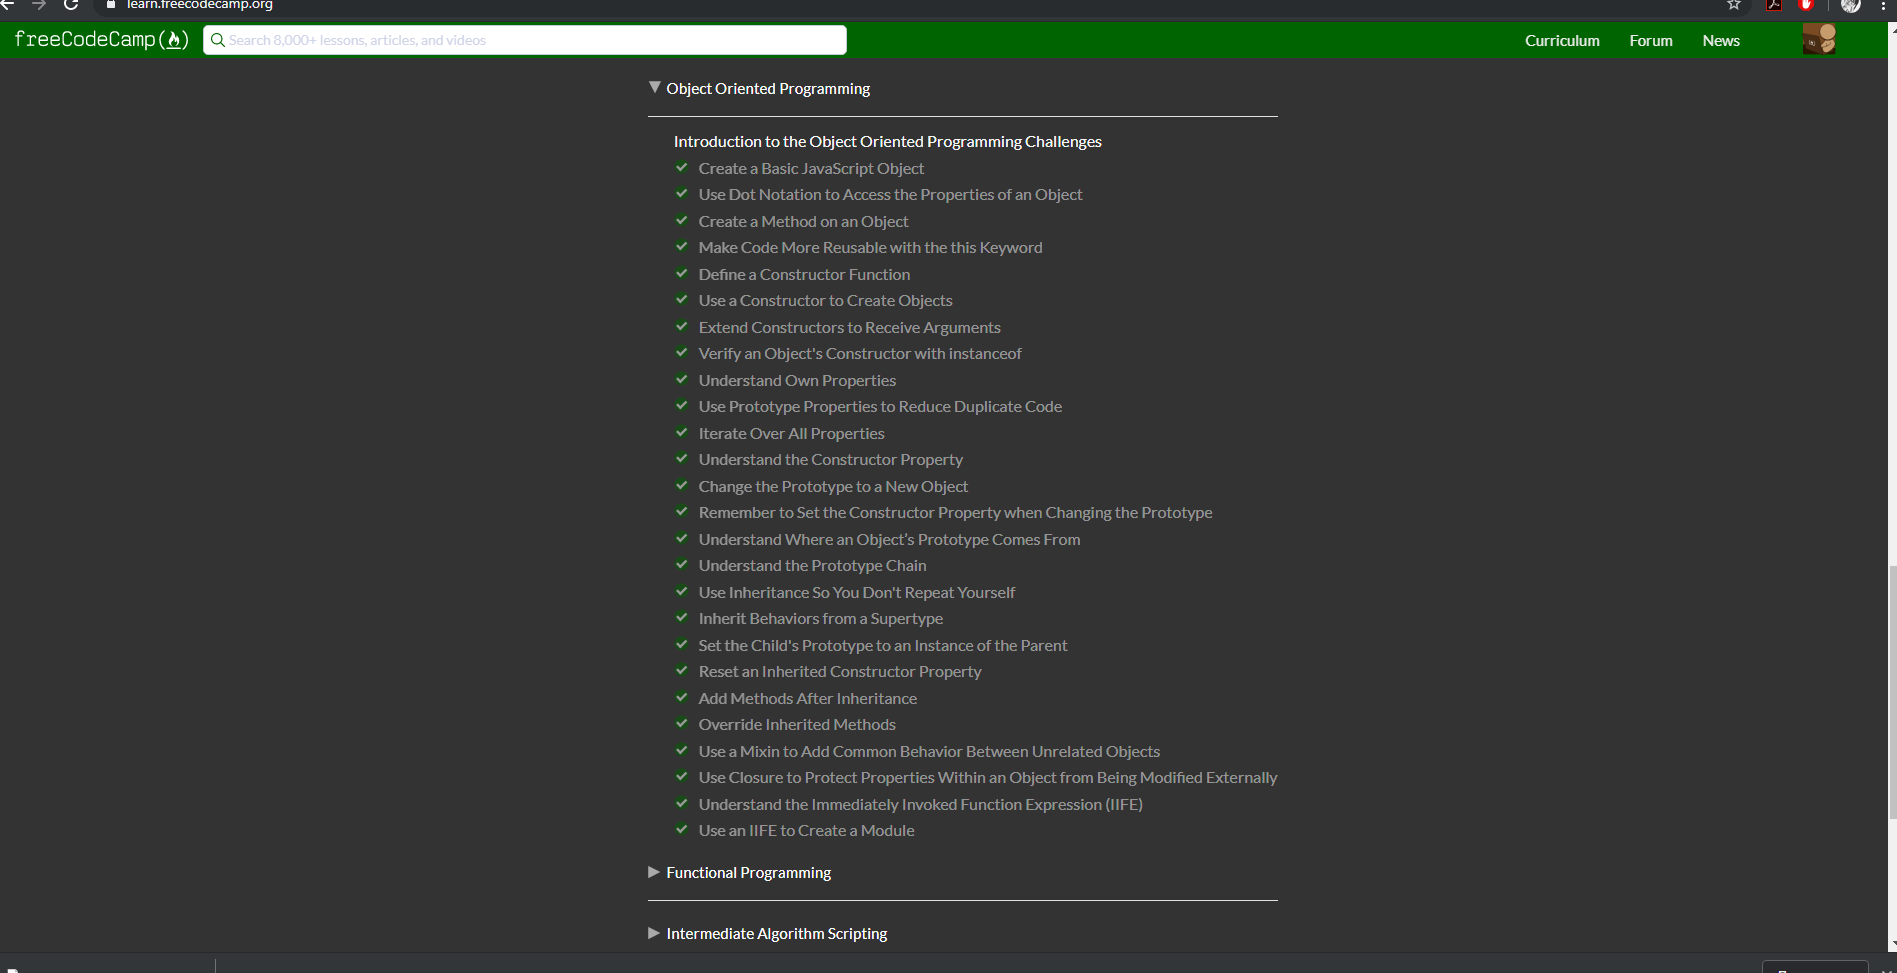 learn.freecodecamp.org
freeCodeCamp
Search 8,000+ lessons, articles, and videos
Curriculum
Forum
News
Object Oriented Programming
Introduction to the Object Oriented Programming Challenges
Create a Basic JavaScript Object
Use Dot Notation to Access the Properties of an Object
Create a Method on an Object
Make Code More Reusable with the this Keyword
Define a Constructor Function
Use a Constructor to Create Objects
Extend Constructors to Receive Arguments
Verify an Object's Constructor with instanceof
Understand Own Properties
Use Prototype Properties to Reduce Duplicate Code
Iterate Over All Properties
Understand the Constructor Property
Change the Prototype to a New Object
Remember to Set the Constructor Property when Changing the Prototype
Understand Where an Object’s Prototype Comes From
Understand the Prototype Chain
Use Inheritance So You Don't Repeat Yourself
Inherit Behaviors from a Supertype
Set the Child's Prototype to an Instance of the Parent
Reset an Inherited Constructor Property
Add Methods After Inheritance
Override Inherited Methods
Use a Mixin to Add Common Behavior Between Unrelated Objects
Use Closure to Protect Properties Within an Object from Being Modified Externally
Understand the Immediately Invoked Function Expression (IIFE)
Use an IIFE to Create a Module
Functional Programming
Intermediate Algorithm Scripting